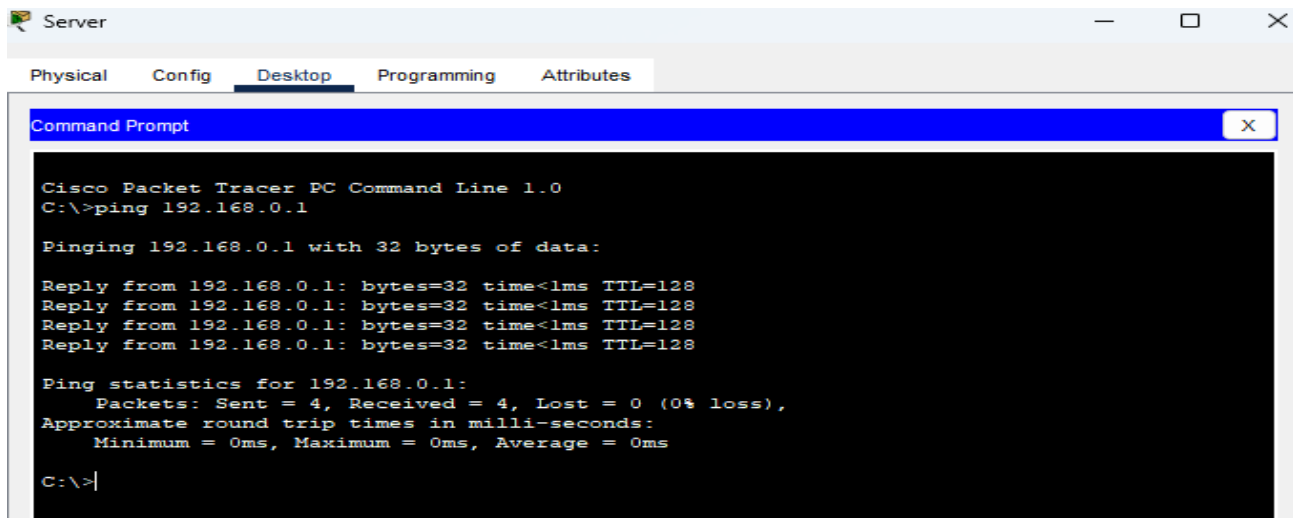 Server
Physical Config Desktop Programming Attributes
Command Prompt
X
Cisco Packet Tracer PC Command Line 1.0
C:\>ping 192.168.0.1
Pinging 192.168.0.1 with 32 bytes of data:
Reply from 192.168.0.1: bytes=32 time<1ms TTL=128
Reply from 192.168.0.1: bytes=32 time<1ms TTL=128
Reply from 192.168.0.1: bytes=32 time<1ms TTL=128
Reply from 192.168.0.1: bytes=32 time<1ms TTL=128
Ping statistics for 192.168.0.1:
Packets: Sent = 4, Received = 4, Lost = 0 (0% loss),
Approximate round trip times in milli-seconds:
Minimum = 0ms, Maximum = 0ms, Average = 0ms
C:\>